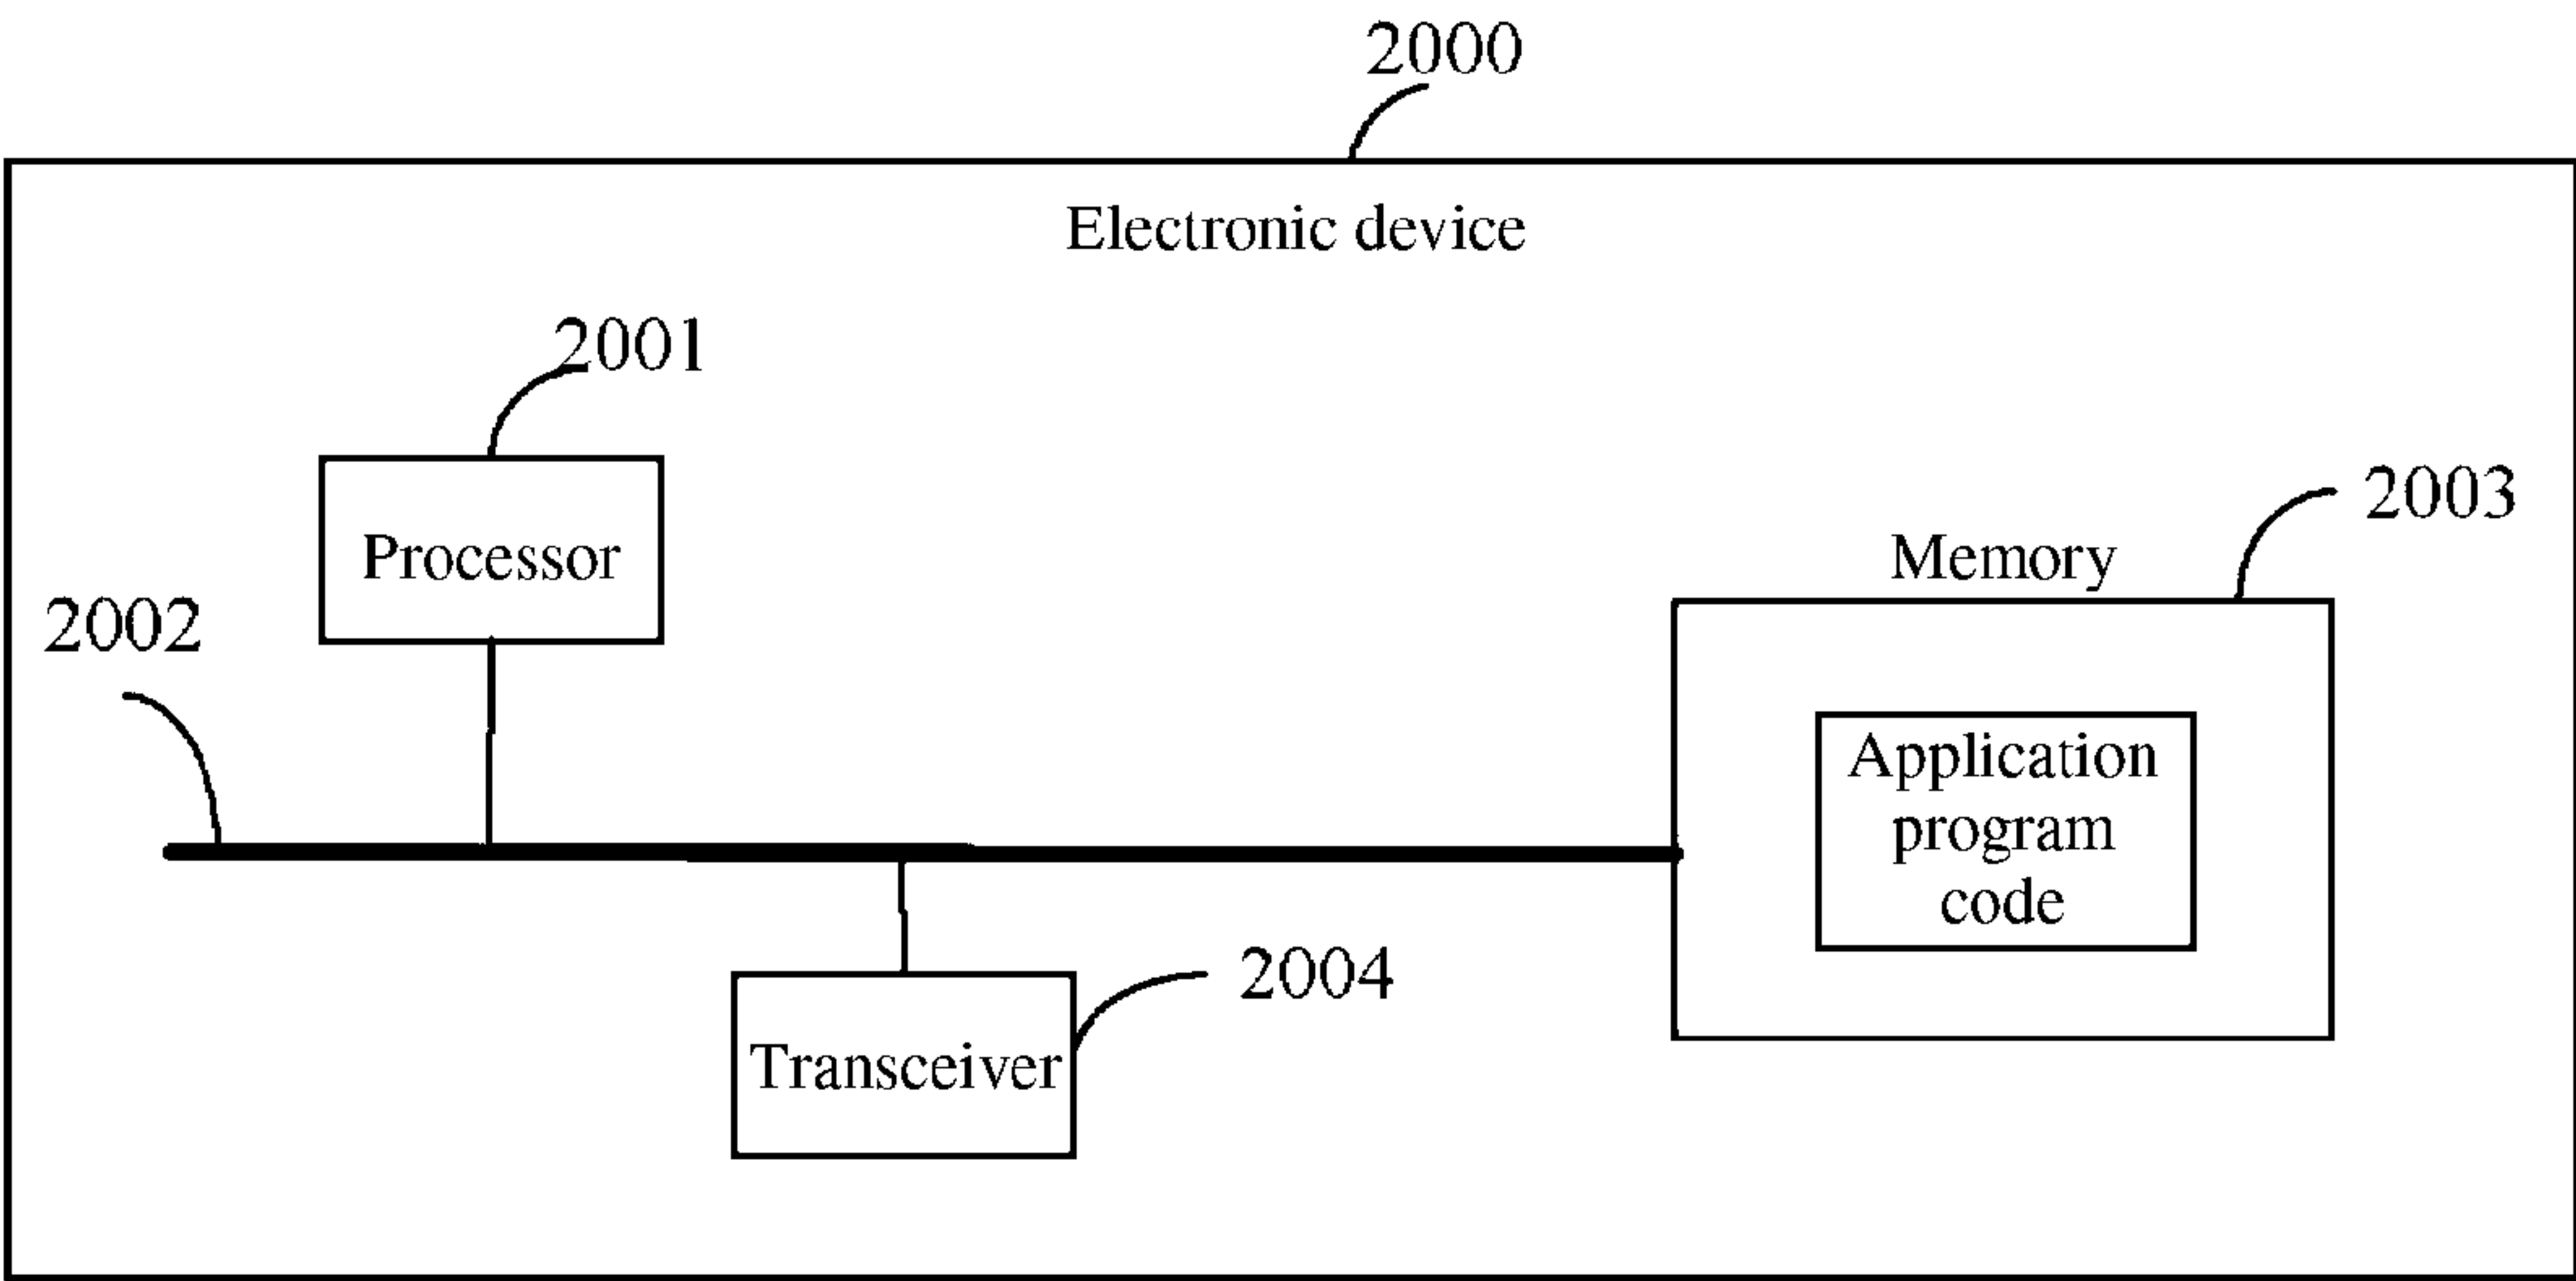 2000
Electronic device
2001
Processor
2002
2003
Memory
Application
program
code
2004
Transceiver